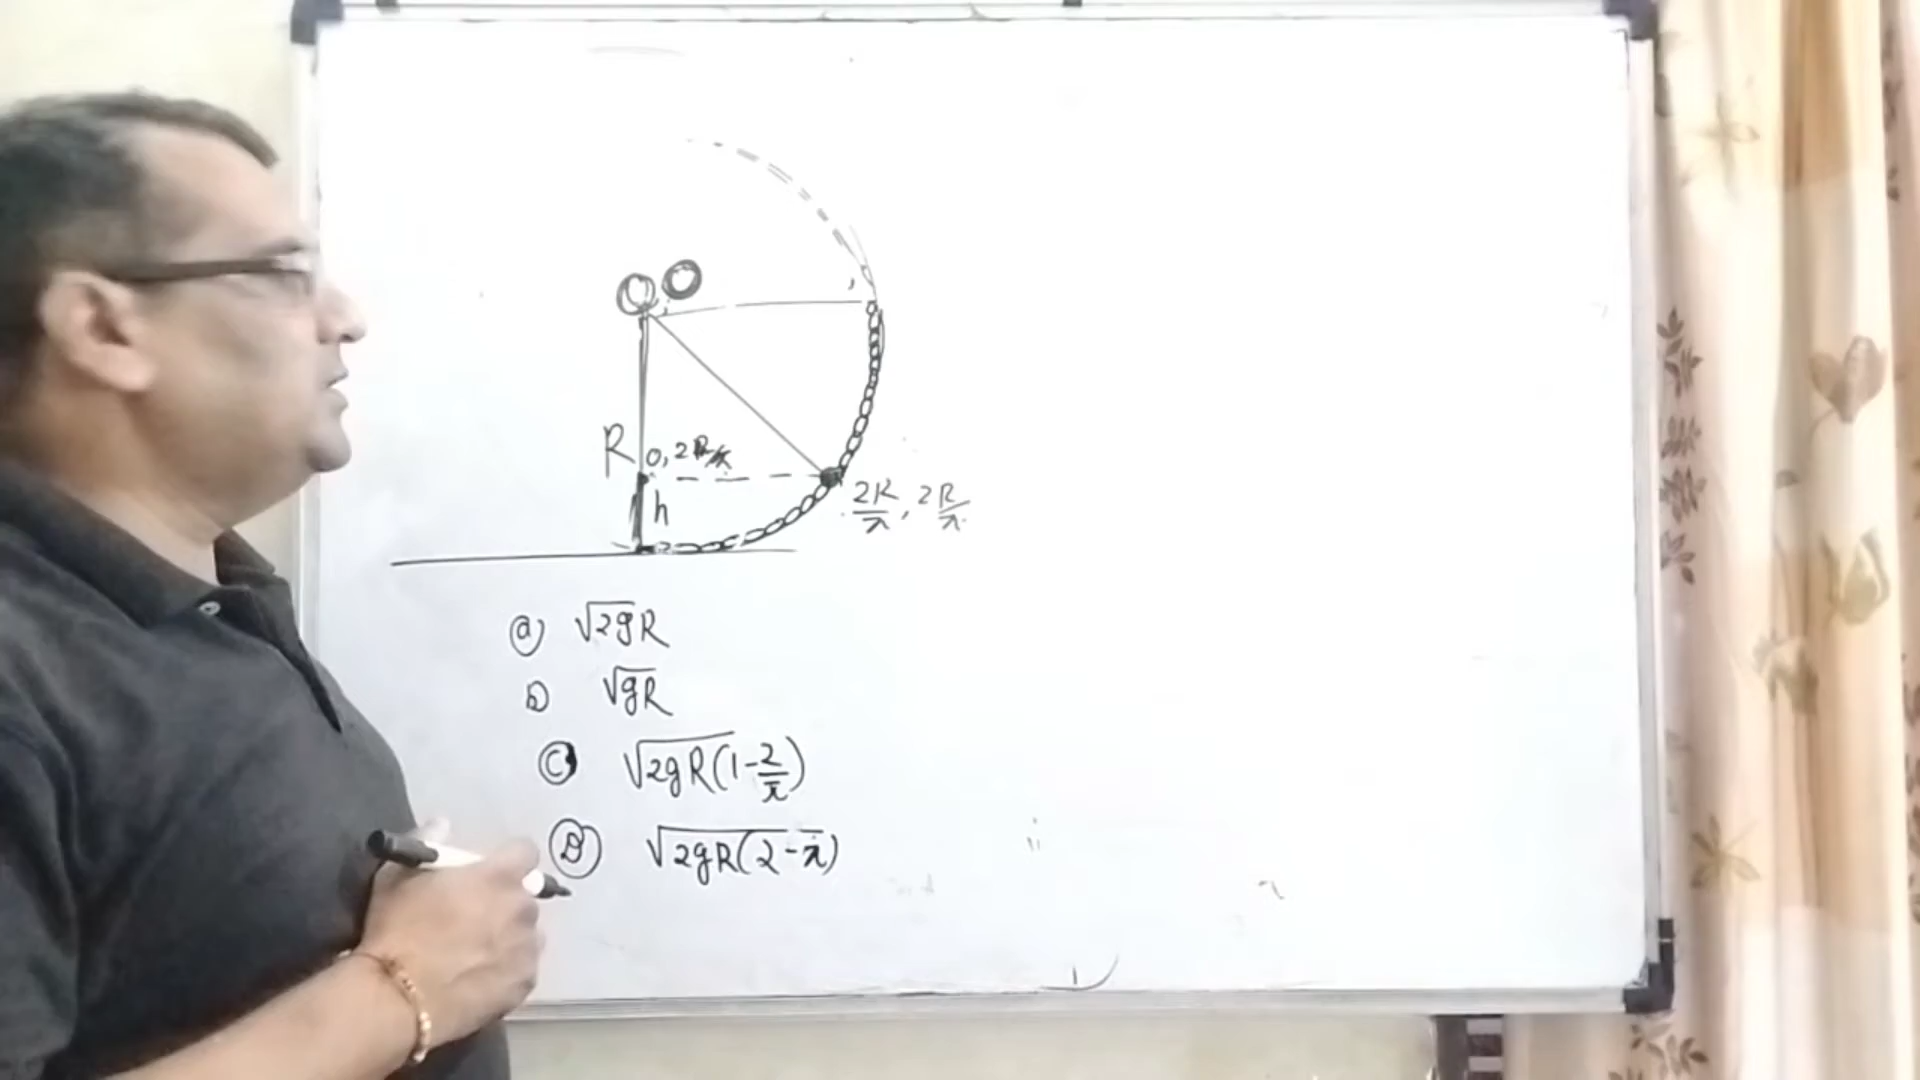 O
R
0, 2R/π
h
2R/π, 2R/π
(a) √2gR
b) √gR
(C) √2gR(1-2/π)
(D) √2gR(2-π)